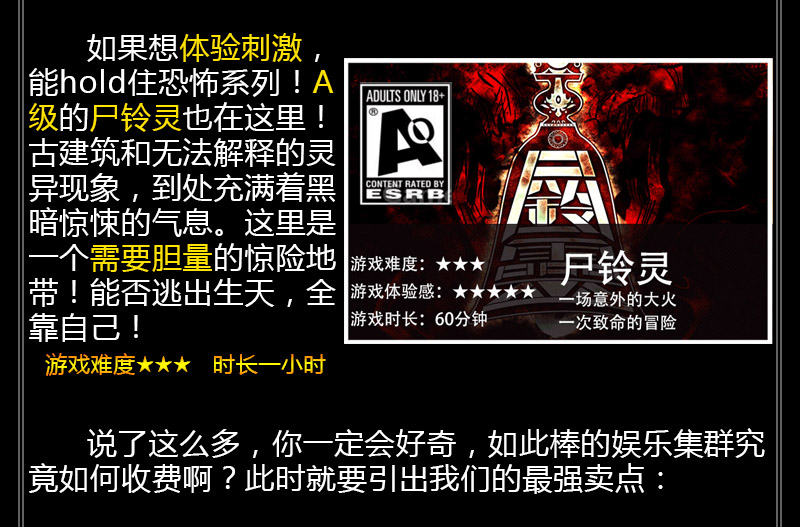 如果想体验刺激，
能hold住恐怖系列！A
级的尸铃灵也在这里！
古建筑和无法解释的灵
异现象，到处充满着黑
暗惊悚的气息。这里是
一个需要胆量的惊险地
带！能否逃出生天，全
靠自己！
游戏难度★★★ 时长一小时
ADULTS ONLY 18+
AO
®
CONTENT RATED BY
ESRB
尸铃灵
游戏难度：★★★
游戏体验感：★★★★★
游戏时长：60分钟
尸铃灵
一场意外的大火
一次致命的冒险
说了这么多，你一定会好奇，如此棒的娱乐集群究
竟如何收费啊？此时就要引出我们的最强卖点：